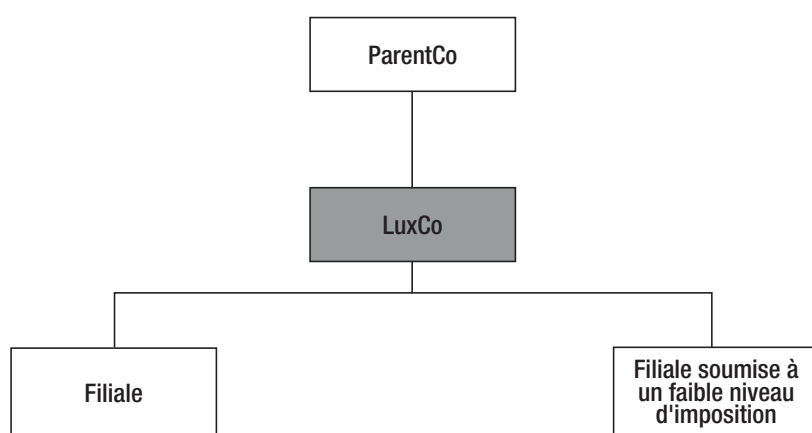 ParentCo
LuxCo
Filiale
Filiale soumise à
un faible niveau
d'imposition